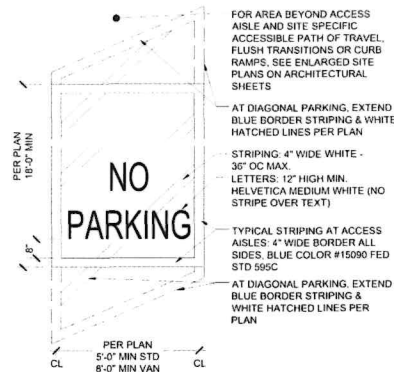 FOR AREA BEYOND ACCESS
AISLE AND SITE SPECIFIC
ACCESSIBLE PATH OF TRAVEL,
FLUSH TRANSITIONS OR CURB
RAMPS, SEE ENLARGED SITE
PLANS ON ARCHITECTURAL
SHEETS
AT DIAGONAL PARKING, EXTEND
BLUE BORDER STRIPING & WHITE
HATCHED LINES PER PLAN
STRIPING: 4" WIDE WHITE -
36" OC MAX.
LETTERS: 12" HIGH MIN.
HELVETICA MEDIUM WHITE (NO
STRIPE OVER TEXT)
TYPICAL STRIPING AT ACCESS
AISLES: 4" WIDE BORDER ALL
SIDES, BLUE COLOR #15090 FED
STD 595C
AT DIAGONAL PARKING, EXTEND
BLUE BORDER STRIPING &
WHITE HATCHED LINES PER
PLAN
PER PLAN
18'-0" MIN
8"
NO
PARKING
PER PLAN
5'-0" MIN STD
8'-0" MIN VAN
CL
CL